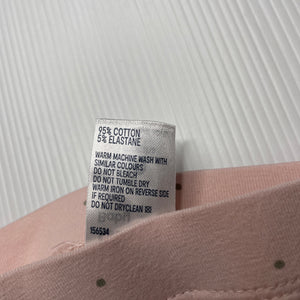 95% COTTON
5% ELASTANE
WARM MACHINE WASH WITH
SIMILAR COLOURS
DO NOT BLEACH
DO NOT TUMBLE DRY
WARM IRON ON REVERSE SIDE
IF REQUIRED
DO NOT DRYCLEAN
156534